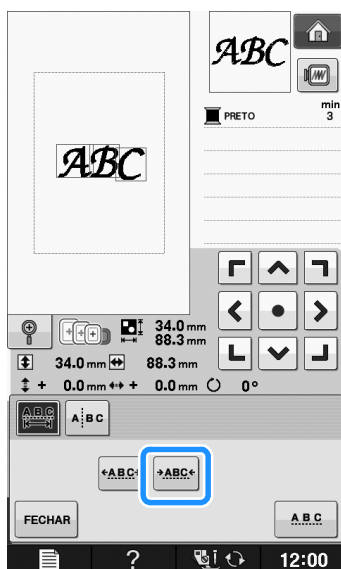 ABC
ABC
min
PRETO 3
34.0 mm
88.3 mm
34.0 mm 88.3 mm
+ 0.0 mm + 0.0 mm 0°
ABC A BC
ABC ABC
FECHAR ABC
? 12:00